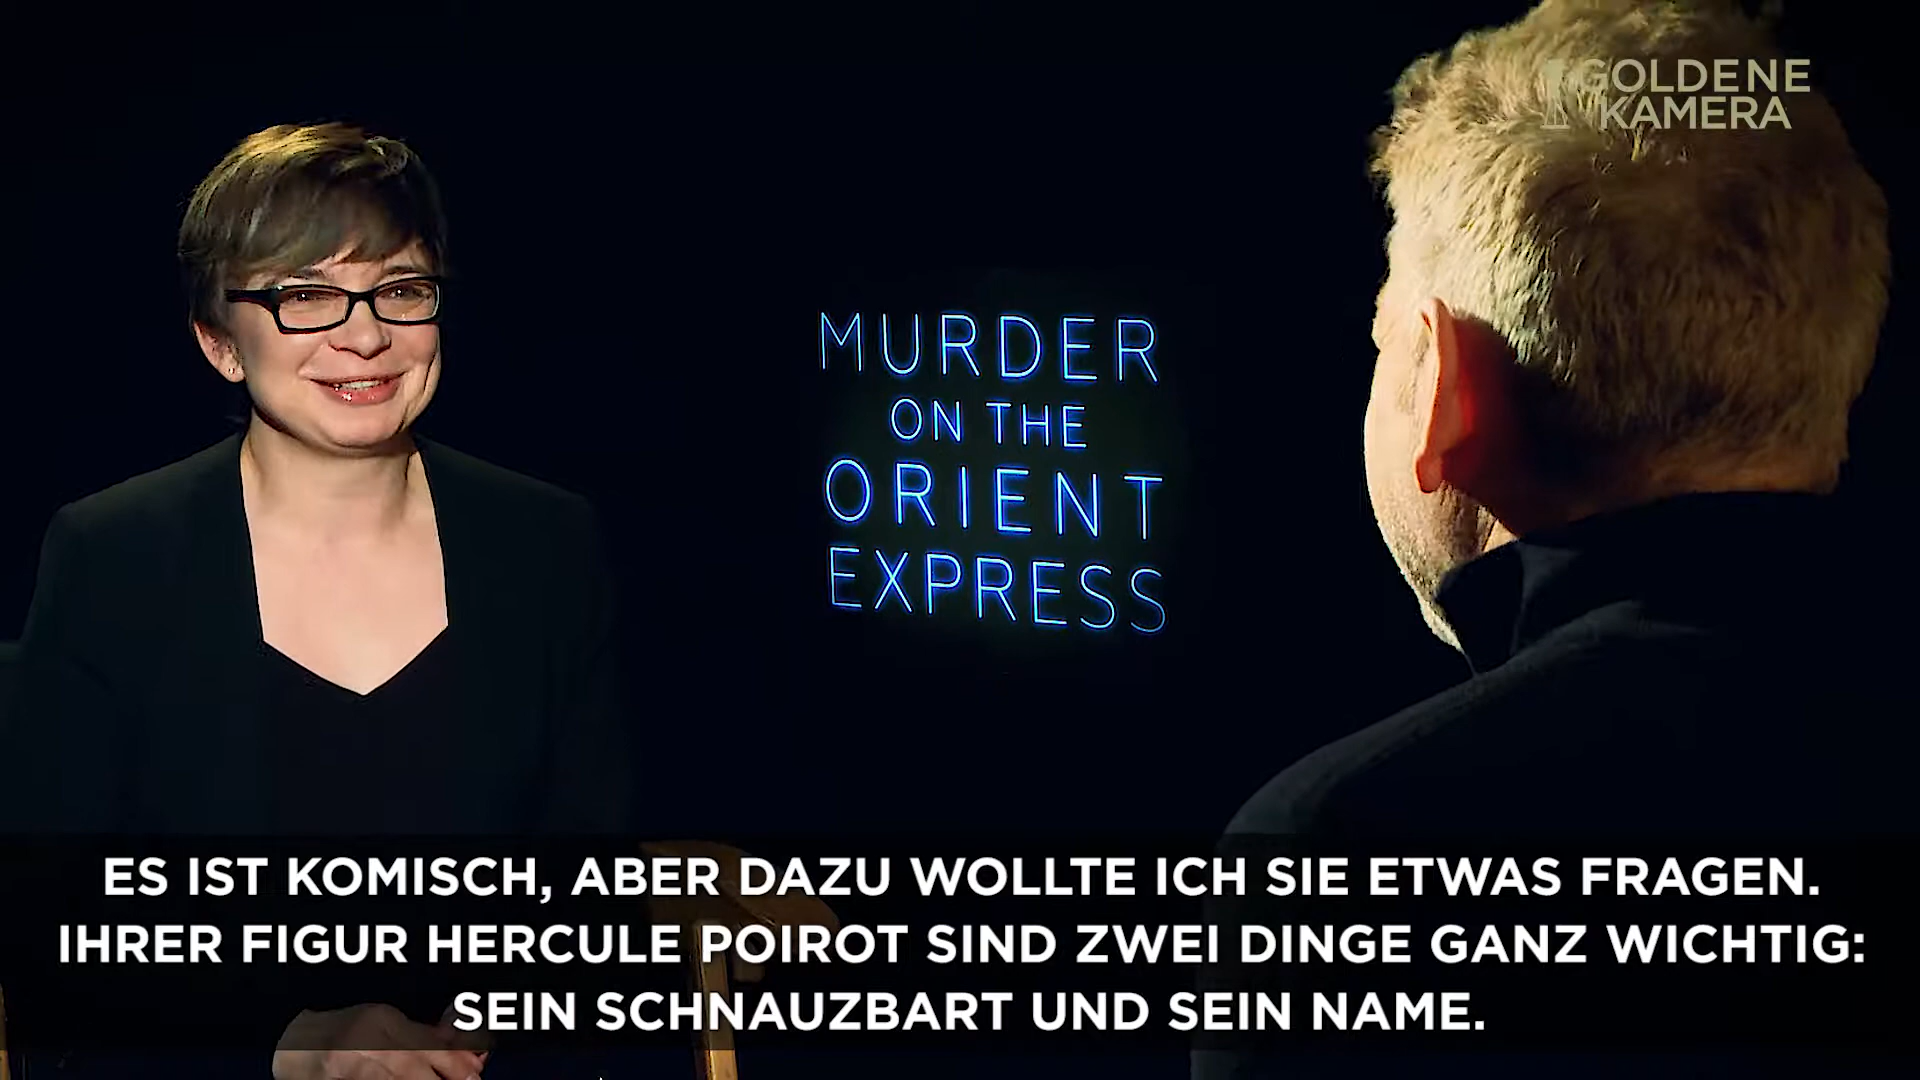 GOLDENE
KAMERA
MURDER
ON THE
ORIENT
EXPRESS
ES IST KOMISCH, ABER DAZU WOLLTE ICH SIE ETWAS FRAGEN.
IHRER FIGUR HERCULE POIROT SIND ZWEI DINGE GANZ WICHTIG:
SEIN SCHNAUZBART UND SEIN NAME.